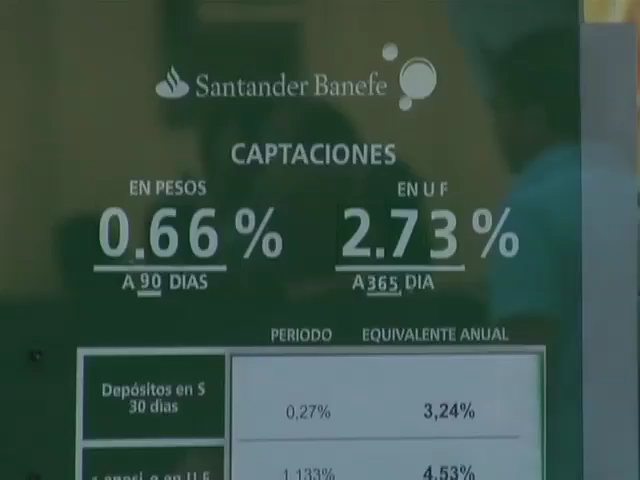 Santander Banefe
CAPTACIONES
EN PESOS
EN U F
0.66 %
2.73 %
A 90 DIAS
A 365 DIA
PERIODO
EQUIVALENTE ANUAL
Depósitos en $
30 días
0,27%
3,24%
1,133%
4,53%